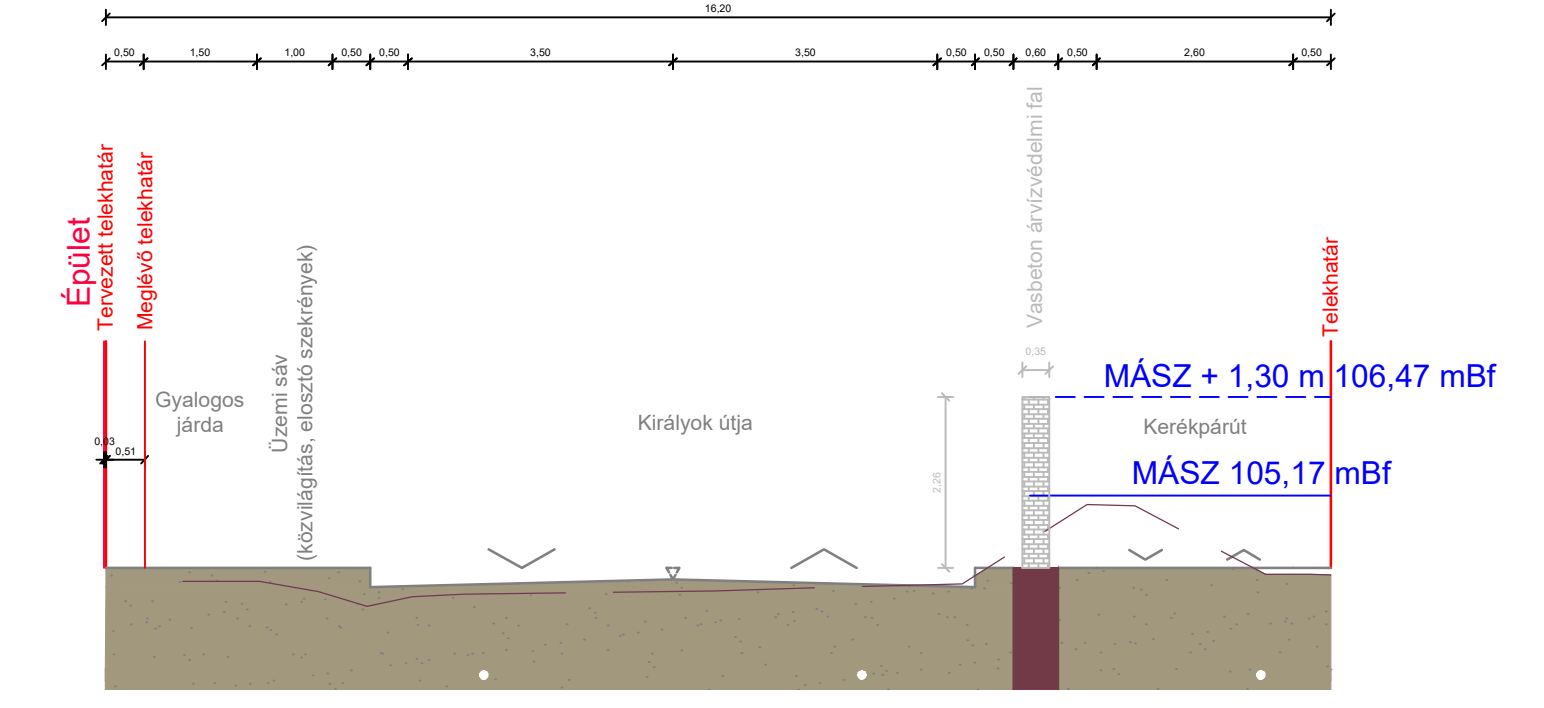 16,20
0,50 1,50 1,00 0,50 0,50 3,50 3,50 0,50 0,50 0,60 0,50 2,60 0,50
Épület
Tervezett telekhatár
Meglévő telekhatár
Gyalogos
járda
0,03
0,51
Üzemi sáv
(közvilágítás, elosztó szekrények)
Királyok útja
2,26
Vasbeton árvízvédelmi fal
0,35
Telekhatár
MÁSZ + 1,30 m 106,47 mBf
Kerékpárút
MÁSZ 105,17 mBf